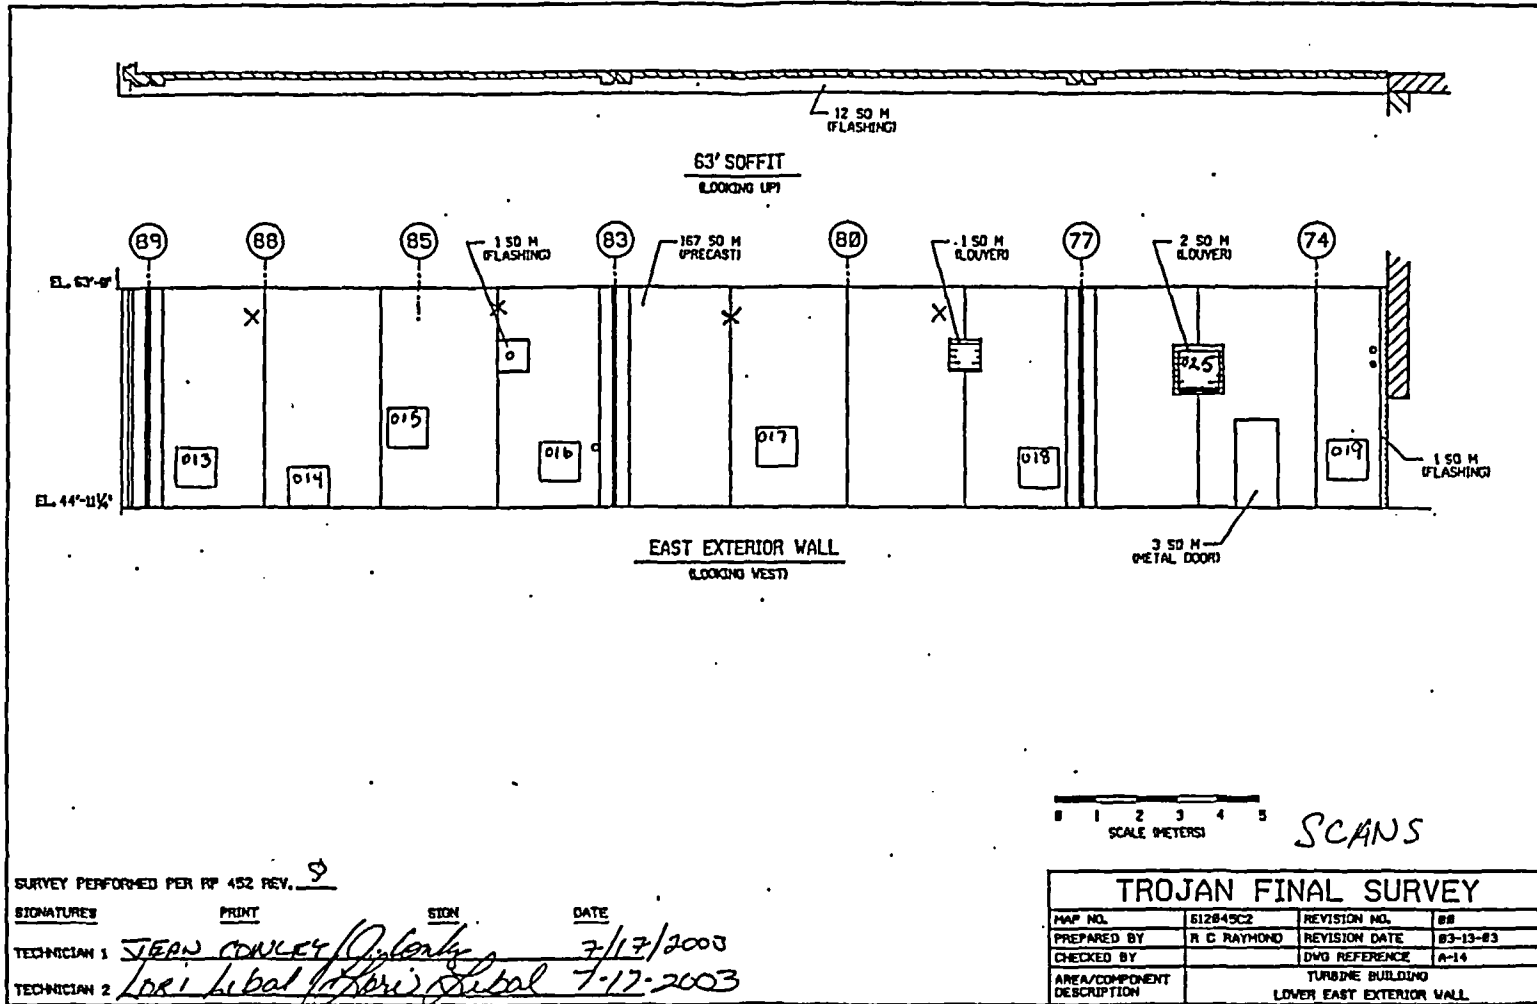 12 SQ M
(FLASHING)
63' SOFFIT
(LOOKING UP)
89 88 85 83 80 77 74
1 SQ M
(FLASHING)
167 SQ M
(PRECAST)
.1 SQ M
(LOUVER)
2 SQ M
(LOUVER)
EL. 63'-0"
025
015
017
013
014
016
018
019
1 SQ M
(FLASHING)
EL. 44'-11¼"
EAST EXTERIOR WALL
(LOOKING WEST)
3 SQ M
(METAL DOOR)
0 1 2 3 4 5
SCALE (METERS)
SCANS
SURVEY PERFORMED PER RP 452 REV.
SIGNATURES PRINT SIGN DATE
TECHNICIAN 1 JEAN CONLEY 7/17/2003
TECHNICIAN 2 Lori Libal Lori Libal 7-17-2003
TROJAN FINAL SURVEY
MAP NO. 612045C2 REVISION NO. 00
PREPARED BY R C RAYMOND REVISION DATE 03-13-03
CHECKED BY DWG REFERENCE A-14
AREA/COMPONENT DESCRIPTION TURBINE BUILDING
LOWER EAST EXTERIOR WALL